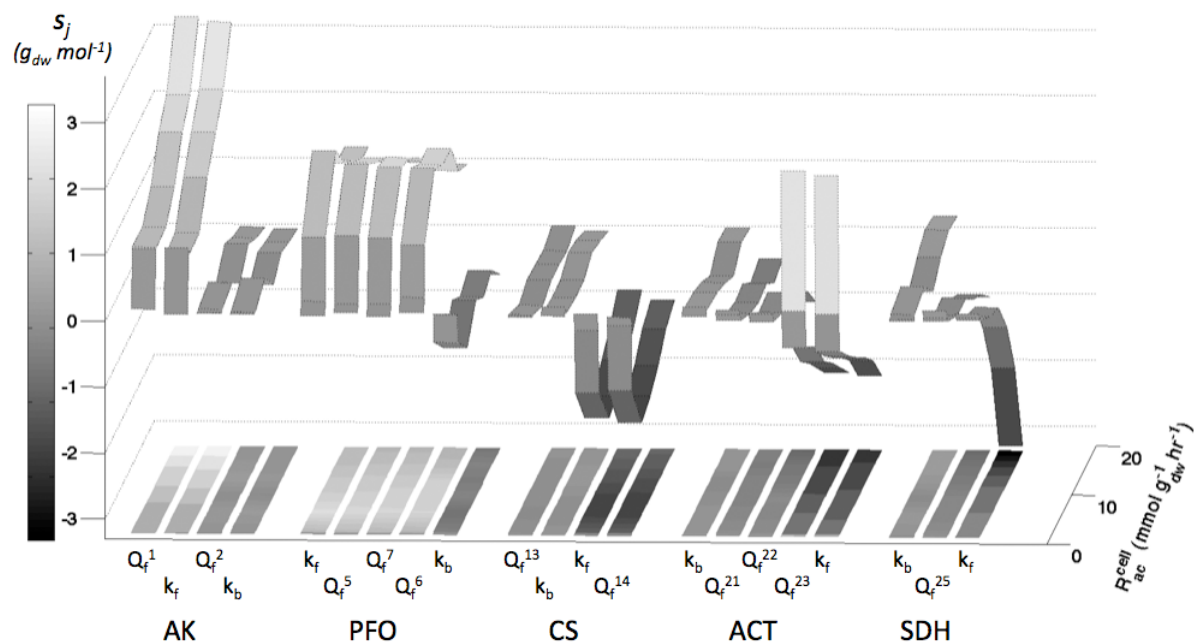 S_j
(g_dw mol^-1)
3
2
1
0
-1
-2
-3
20
10
0
R_ac^cell (mmol g_dw^-1 hr^-1)
Q_f^1 Q_f^2 k_f Q_f^7 k_b Q_f^13 k_f k_b Q_f^22 k_f k_b k_f
k_f k_b Q_f^5 Q_f^6 k_b Q_f^14 Q_f^21 Q_f^23 Q_f^25
AK PFO CS ACT SDH